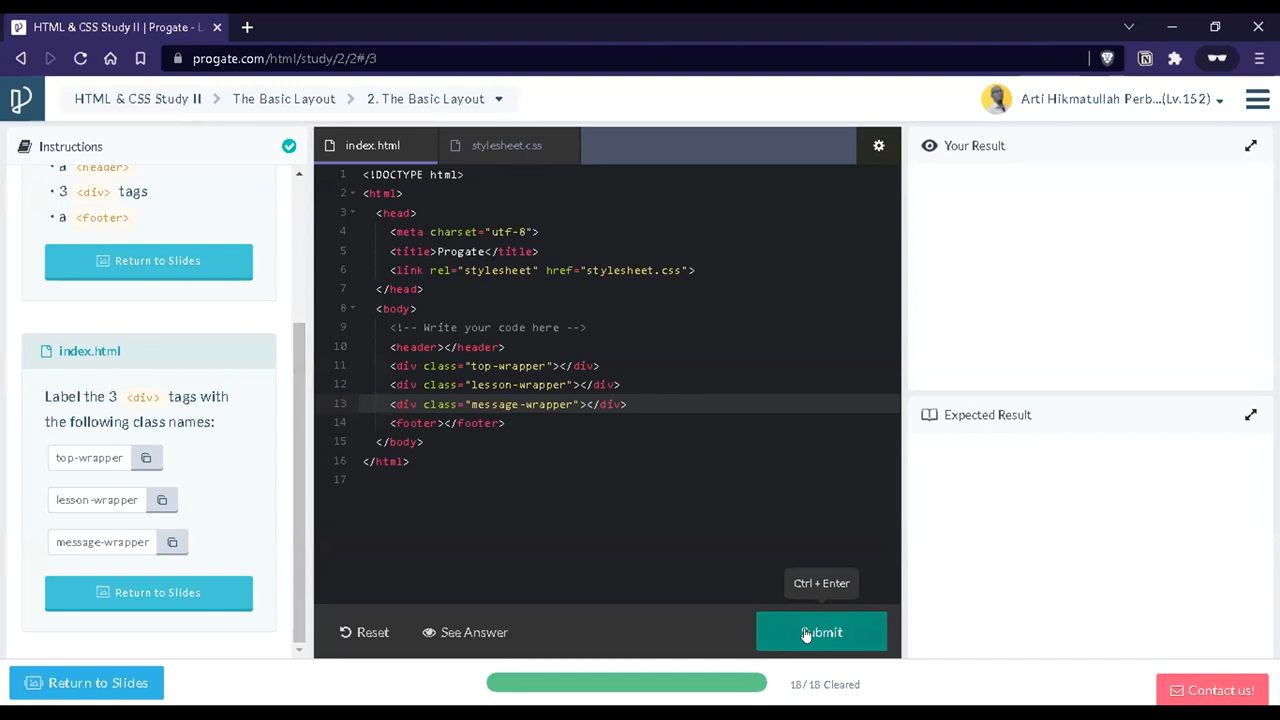 HTML & CSS Study II | Progate - L
progate.com/html/study/2/2#/3
HTML & CSS Study II
The Basic Layout
2. The Basic Layout
Arti Hikmatullah Perb...(Lv.152)
Instructions
• a <header>
• 3 <div> tags
• a <footer>
Return to Slides
index.html
Label the 3 <div> tags with
the following class names:
top-wrapper
lesson-wrapper
message-wrapper
Return to Slides
index.html
stylesheet.css
1 <!DOCTYPE html>
2 <html>
3 <head>
4 <meta charset="utf-8">
5 <title>Progate</title>
6 <link rel="stylesheet" href="stylesheet.css">
7 </head>
8 <body>
9 <!-- Write your code here -->
10 <header></header>
11 <div class="top-wrapper"></div>
12 <div class="lesson-wrapper"></div>
13 <div class="message-wrapper"></div>
14 <footer></footer>
15 </body>
16 </html>
17
Ctrl + Enter
Reset
See Answer
Submit
Your Result
Expected Result
Return to Slides
18/18 Cleared
Contact us!